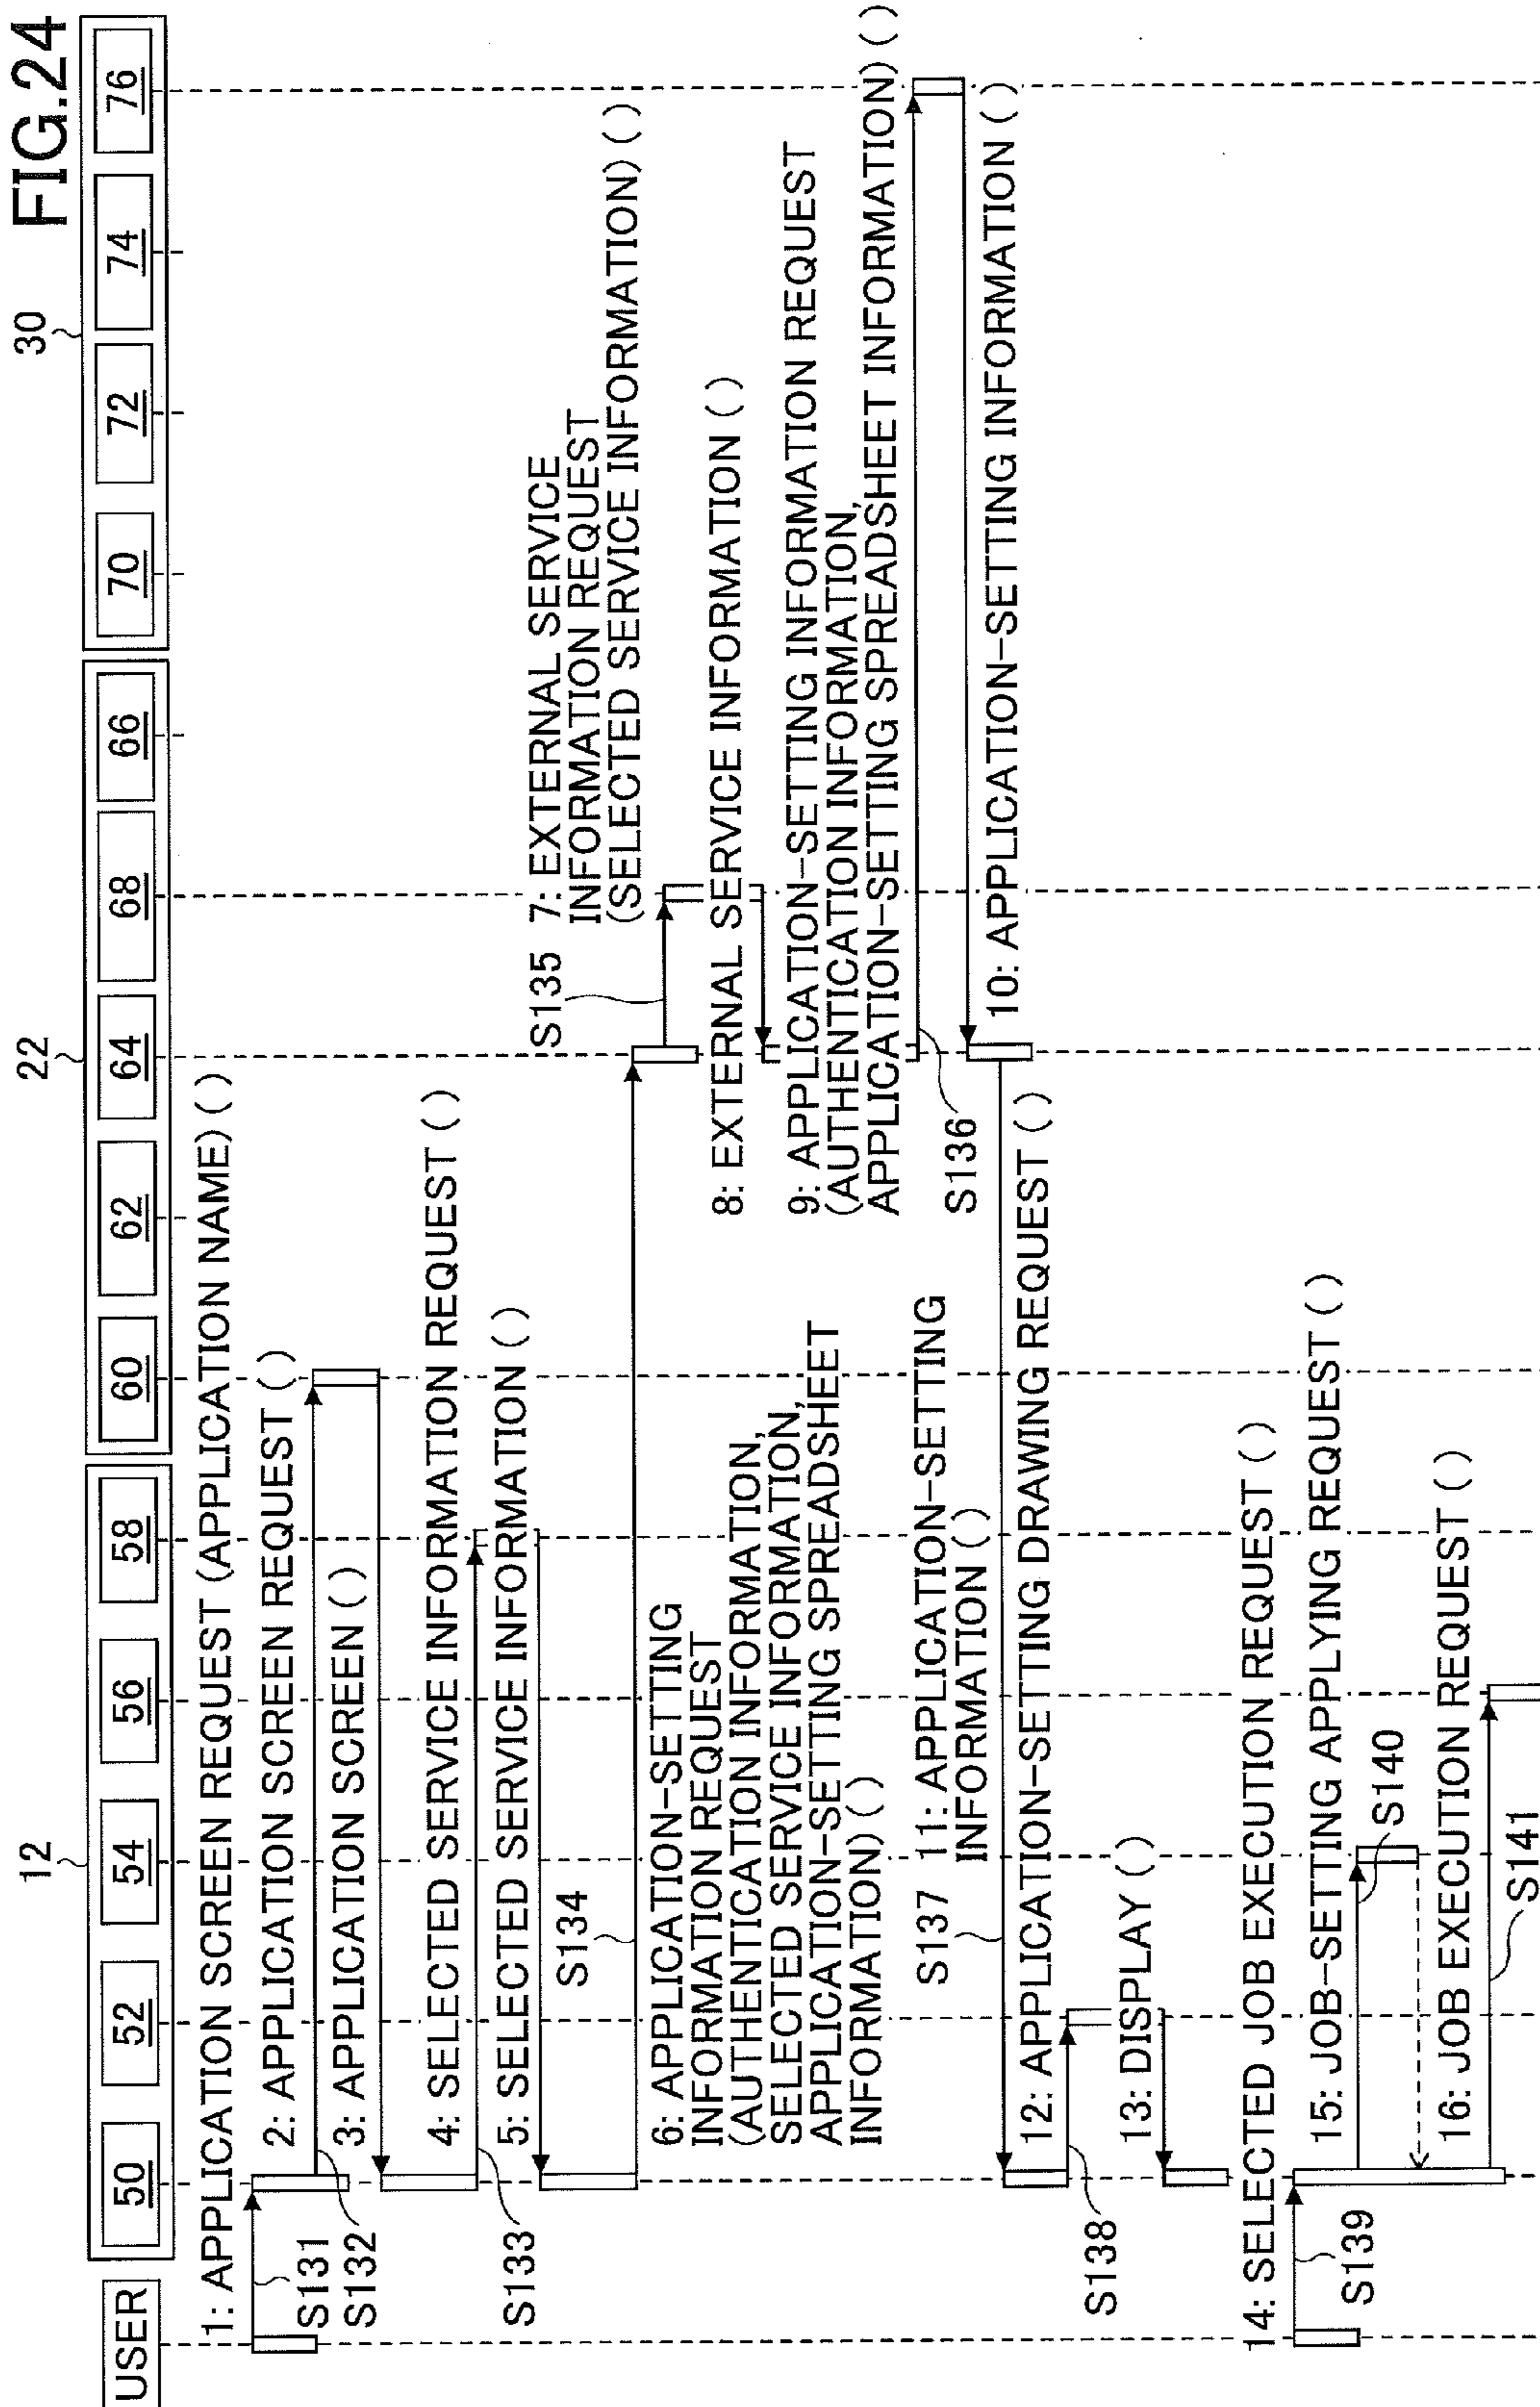 FIG.24
12
22
30
USER
50
52
54
56
58
60
62
64
68
66
70
72
74
76
1: APPLICATION SCREEN REQUEST (APPLICATION NAME) ( )
S131
2: APPLICATION SCREEN REQUEST ( )
S132
3: APPLICATION SCREEN ( )
4: SELECTED SERVICE INFORMATION REQUEST ( )
S133
5: SELECTED SERVICE INFORMATION ( )
S134
6: APPLICATION-SETTING
INFORMATION REQUEST
(AUTHENTICATION INFORMATION,
SELECTED SERVICE INFORMATION,
APPLICATION-SETTING SPREADSHEET
INFORMATION) ( )
S135
7: EXTERNAL SERVICE
INFORMATION REQUEST
(SELECTED SERVICE INFORMATION) ( )
8: EXTERNAL SERVICE INFORMATION ( )
9: APPLICATION-SETTING INFORMATION REQUEST
(AUTHENTICATION INFORMATION,
APPLICATION-SETTING SPREADSHEET INFORMATION) ( )
S136
10: APPLICATION-SETTING INFORMATION ( )
S137
11: APPLICATION-SETTING
INFORMATION ( )
12: APPLICATION-SETTING DRAWING REQUEST ( )
S138
13: DISPLAY ( )
14: SELECTED JOB EXECUTION REQUEST ( )
S139
15: JOB-SETTING APPLYING REQUEST ( )
S140
16: JOB EXECUTION REQUEST ( )
S141